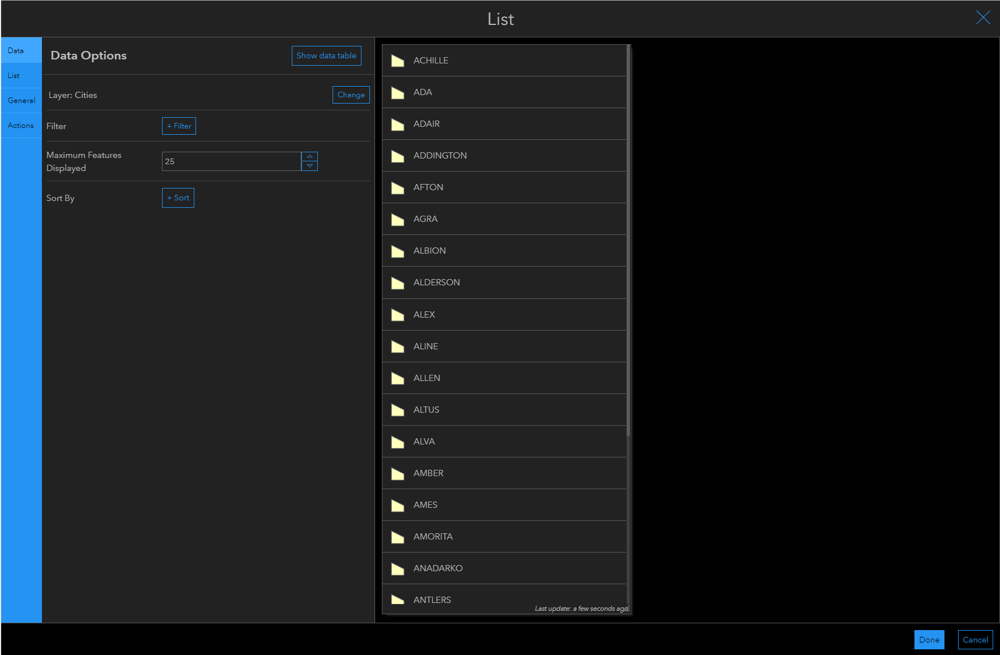 List
Data
List
General
Actions
Data Options
Show data table
Layer: Cities
Change
Filter
+ Filter
Maximum Features
Displayed
25
Sort By
+ Sort
ACHILLE
ADA
ADAIR
ADDINGTON
AFTON
AGRA
ALBION
ALDERSON
ALEX
ALINE
ALLEN
ALTUS
ALVA
AMBER
AMES
AMORITA
ANADARKO
ANTLERS
Last update: a few seconds ago
Done
Cancel